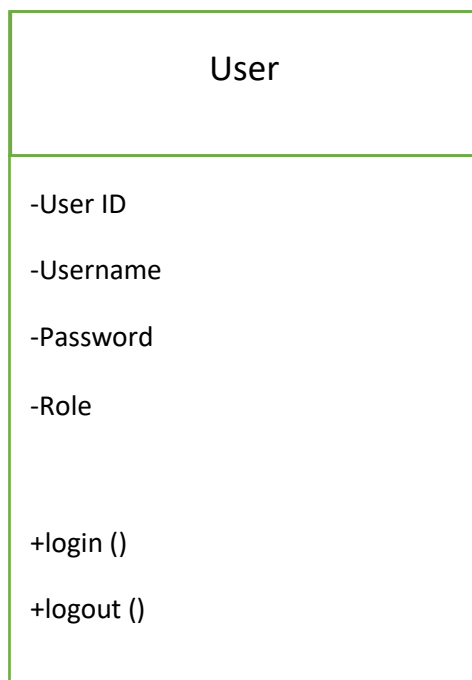 User
-User ID
-Username
-Password
-Role
+login ()
+logout ()